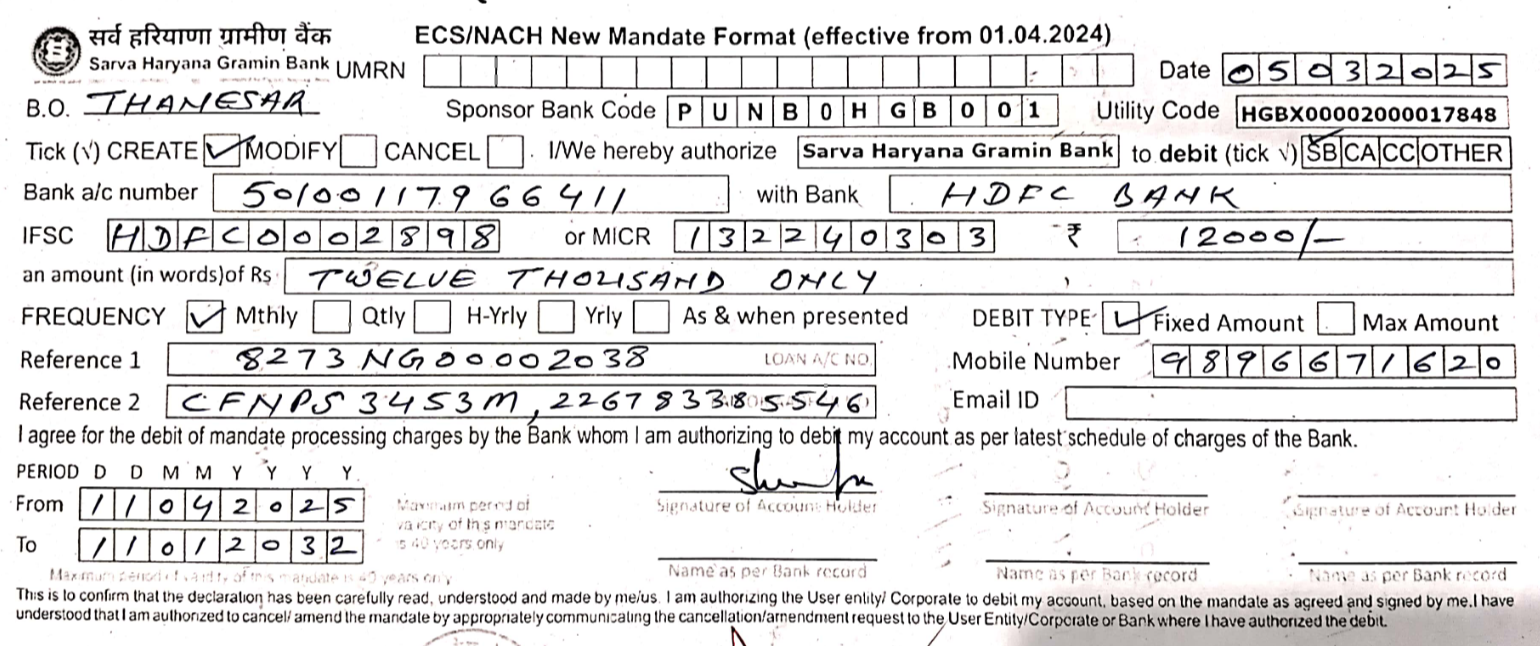 सर्व हरियाणा ग्रामीण बैंक
Sarva Haryana Gramin Bank
ECS/NACH New Mandate Format (effective from 01.04.2024)
UMRN
Date 05032025
B.O. THANESAR
Sponsor Bank Code PUNB0HGB001
Utility Code HGBX00002000017848
Tick (√) CREATE ✓ MODIFY CANCEL . I/We hereby authorize Sarva Haryana Gramin Bank to debit (tick √) SB CA CC OTHER
Bank a/c number 50100117966411 with Bank HDFC BANK
IFSC HDFC0002898 or MICR 132240303 ₹ 12000/-
an amount (in words)of Rs TWELVE THOUSAND ONLY
FREQUENCY ✓ Mthly Qtly H-Yrly Yrly As & when presented DEBIT TYPE ✓ Fixed Amount Max Amount
Reference 1 8273NG00002038 LOAN A/C NO. Mobile Number 9896671620
Reference 2 CFNPS3453M, 226783385546 Email ID
I agree for the debit of mandate processing charges by the Bank whom I am authorizing to debit my account as per latest schedule of charges of the Bank.
PERIOD D D M M Y Y Y Y
From 11042025
To 11012032
Maximum period of
validity of this mandate
is 40 years only
Signature of Account Holder Signature of Account Holder Signature of Account Holder
Name as per Bank record Name as per Bank record Name as per Bank record
Maximum period of validity of this mandate is 40 years only
This is to confirm that the declaration has been carefully read, understood and made by me/us. I am authorizing the User entity/ Corporate to debit my account, based on the mandate as agreed and signed by me.I have
understood that I am authorized to cancel/ amend the mandate by appropriately communicating the cancellation/amendment request to the User Entity/Corporate or Bank where I have authorized the debit.